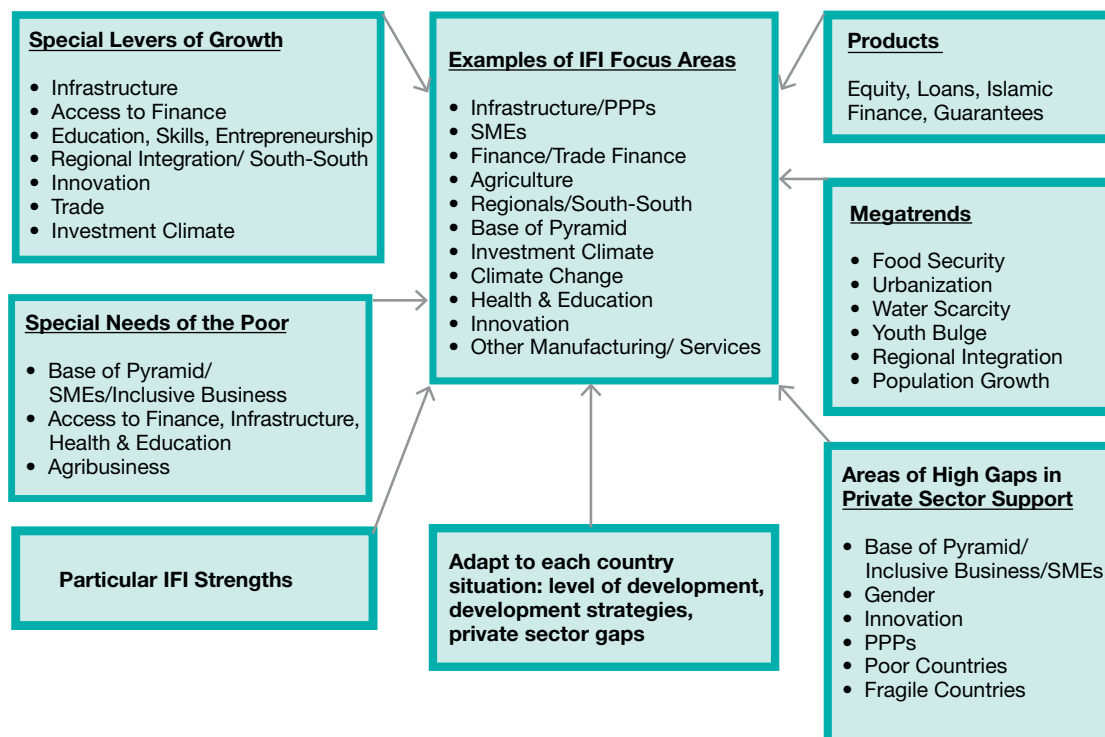 Special Levers of Growth
• Infrastructure
• Access to Finance
• Education, Skills, Entrepreneurship
• Regional Integration/ South-South
• Innovation
• Trade
• Investment Climate
Special Needs of the Poor
• Base of Pyramid/
SMEs/Inclusive Business
• Access to Finance, Infrastructure,
Health & Education
• Agribusiness
Particular IFI Strengths
Examples of IFI Focus Areas
• Infrastructure/PPPs
• SMEs
• Finance/Trade Finance
• Agriculture
• Regionals/South-South
• Base of Pyramid
• Investment Climate
• Climate Change
• Health & Education
• Innovation
• Other Manufacturing/ Services
Adapt to each country
situation: level of development,
development strategies,
private sector gaps
Products
Equity, Loans, Islamic
Finance, Guarantees
Megatrends
• Food Security
• Urbanization
• Water Scarcity
• Youth Bulge
• Regional Integration
• Population Growth
Areas of High Gaps in
Private Sector Support
• Base of Pyramid/
Inclusive Business/SMEs
• Gender
• Innovation
• PPPs
• Poor Countries
• Fragile Countries